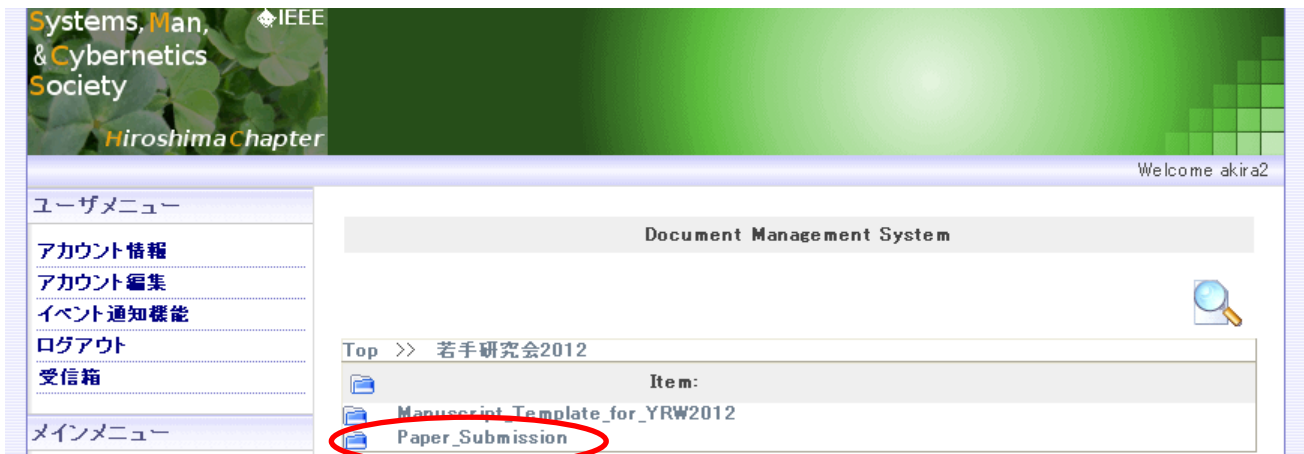 Systems, Man,
IEEE
& Cybernetics
Society
Hiroshima Chapter
Welcome akira2
ユーザメニュー
アカウント情報
アカウント編集
イベント通知機能
ログアウト
受信箱
メインメニュー
Document Management System
Top >> 若手研究会2012
Item:
Manuscript_Template_for_YRW2012
Paper_Submission